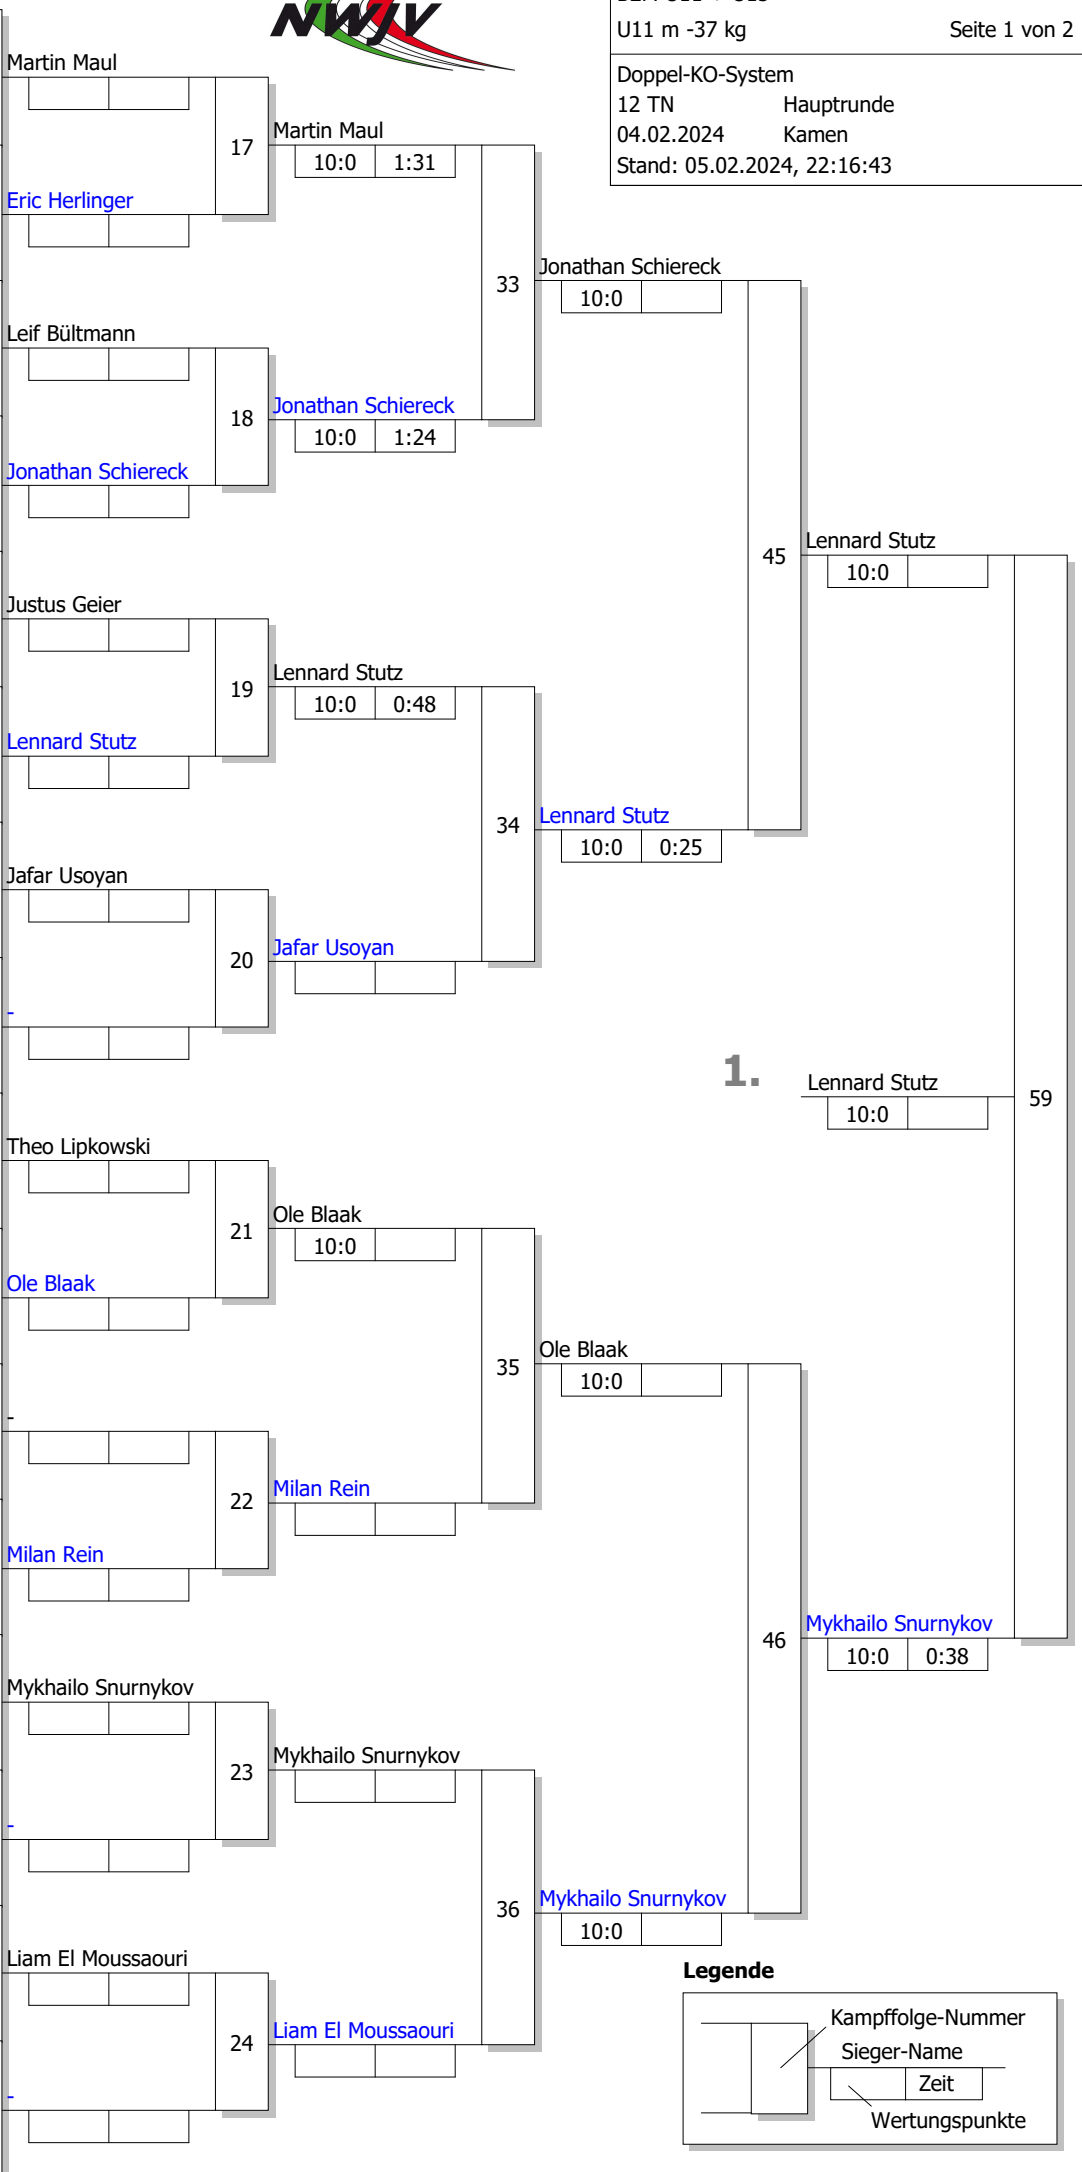 NWJV
U11 m -37 kg Seite 1 von 2
Doppel-KO-System
12 TN Hauptrunde
04.02.2024 Kamen
Stand: 05.02.2024, 22:16:43
Martin Maul
17
Martin Maul
10:0 1:31
Eric Herlinger
33
Jonathan Schiereck
10:0
Leif Bültmann
18
Jonathan Schiereck
10:0 1:24
Jonathan Schiereck
45
Lennard Stutz
10:0
Justus Geier
19
Lennard Stutz
10:0 0:48
Lennard Stutz
34
Lennard Stutz
10:0 0:25
Jafar Usoyan
20
Jafar Usoyan
-
1.
Lennard Stutz
10:0
59
Theo Lipkowski
21
Ole Blaak
10:0
Ole Blaak
35
Ole Blaak
10:0
-
22
Milan Rein
Milan Rein
46
Mykhailo Snurnykov
10:0 0:38
Mykhailo Snurnykov
23
Mykhailo Snurnykov
-
36
Mykhailo Snurnykov
10:0
Liam El Moussaouri
24
Liam El Moussaouri
-
Legende
Kampffolge-Nummer
Sieger-Name
Zeit
Wertungspunkte